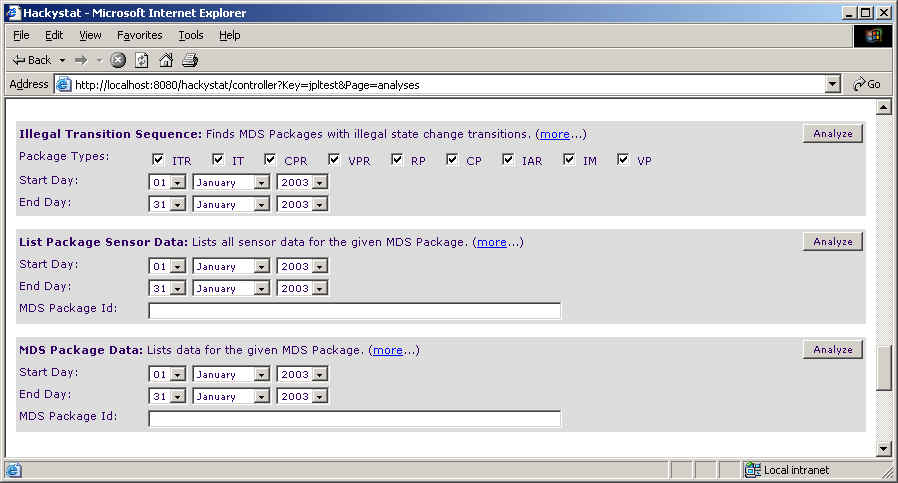 Hackystat - Microsoft Internet Explorer
File Edit View Favorites Tools Help
Back
Address http://localhost:8080/hackystat/controller?Key=jpltest&Page=analyses Go
Illegal Transition Sequence: Finds MDS Packages with illegal state change transitions. (more...) Analyze
Package Types: ITR IT CPR VPR RP CP IAR IM VP
Start Day: 01 January 2003
End Day: 31 January 2003
List Package Sensor Data: Lists all sensor data for the given MDS Package. (more...) Analyze
Start Day: 01 January 2003
End Day: 31 January 2003
MDS Package Id:
MDS Package Data: Lists data for the given MDS Package. (more...) Analyze
Start Day: 01 January 2003
End Day: 31 January 2003
MDS Package Id:
Local intranet